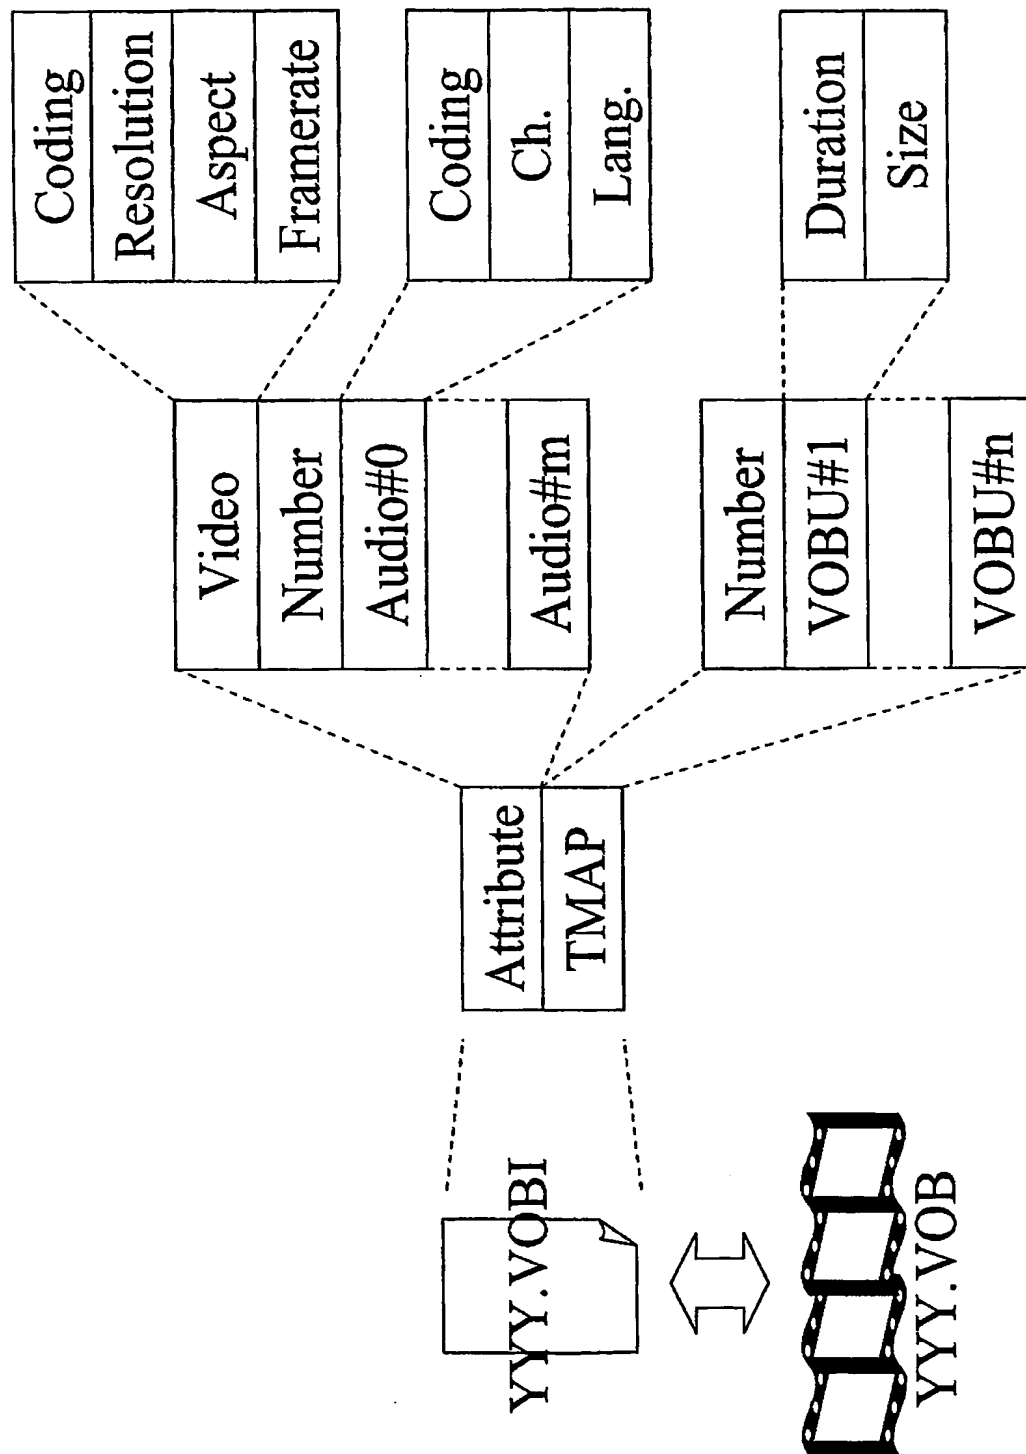 YYY.VOBI
YYY.VOB
Attribute
TMAP
Video
Number
Audio#0
Audio#m
Number
VOBU#1
VOBU#n
Coding
Resolution
Aspect
Framerate
Coding
Ch.
Lang.
Duration
Size